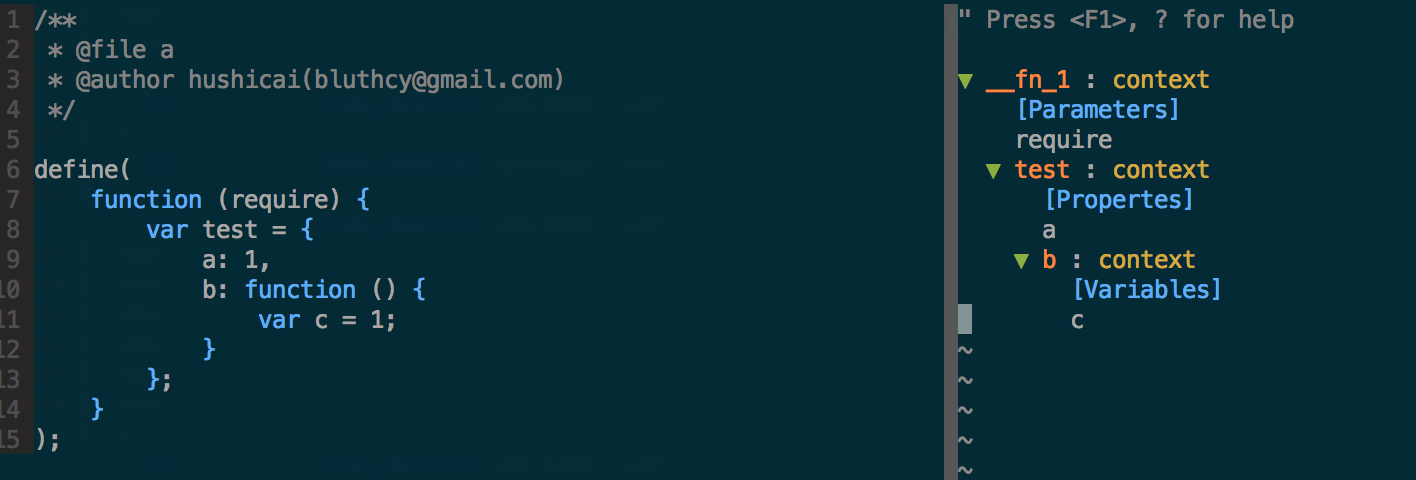 1 /**
2  * @file a
3  * @author hushicai(bluthcy@gmail.com)
4  */
5
6 define(
7     function (require) {
8         var test = {
9             a: 1,
10             b: function () {
11                 var c = 1;
12             }
13         };
14     }
15 );
" Press <F1>, ? for help
▼ __fn_1 : context
[Parameters]
require
▼ test : context
[Propertes]
a
▼ b : context
[Variables]
c
~
~
~
~
~